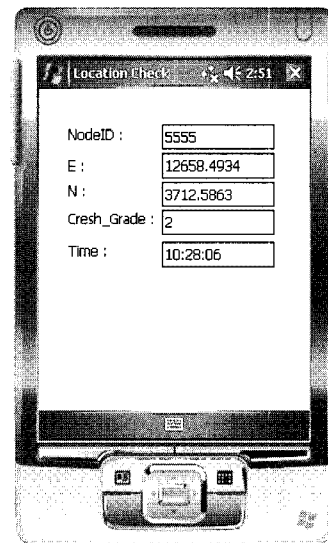 Location Check 2:51
NodeID : 5555
E : 12658.4934
N : 3712.5863
Cresh_Grade : 2
Time : 10:28:06